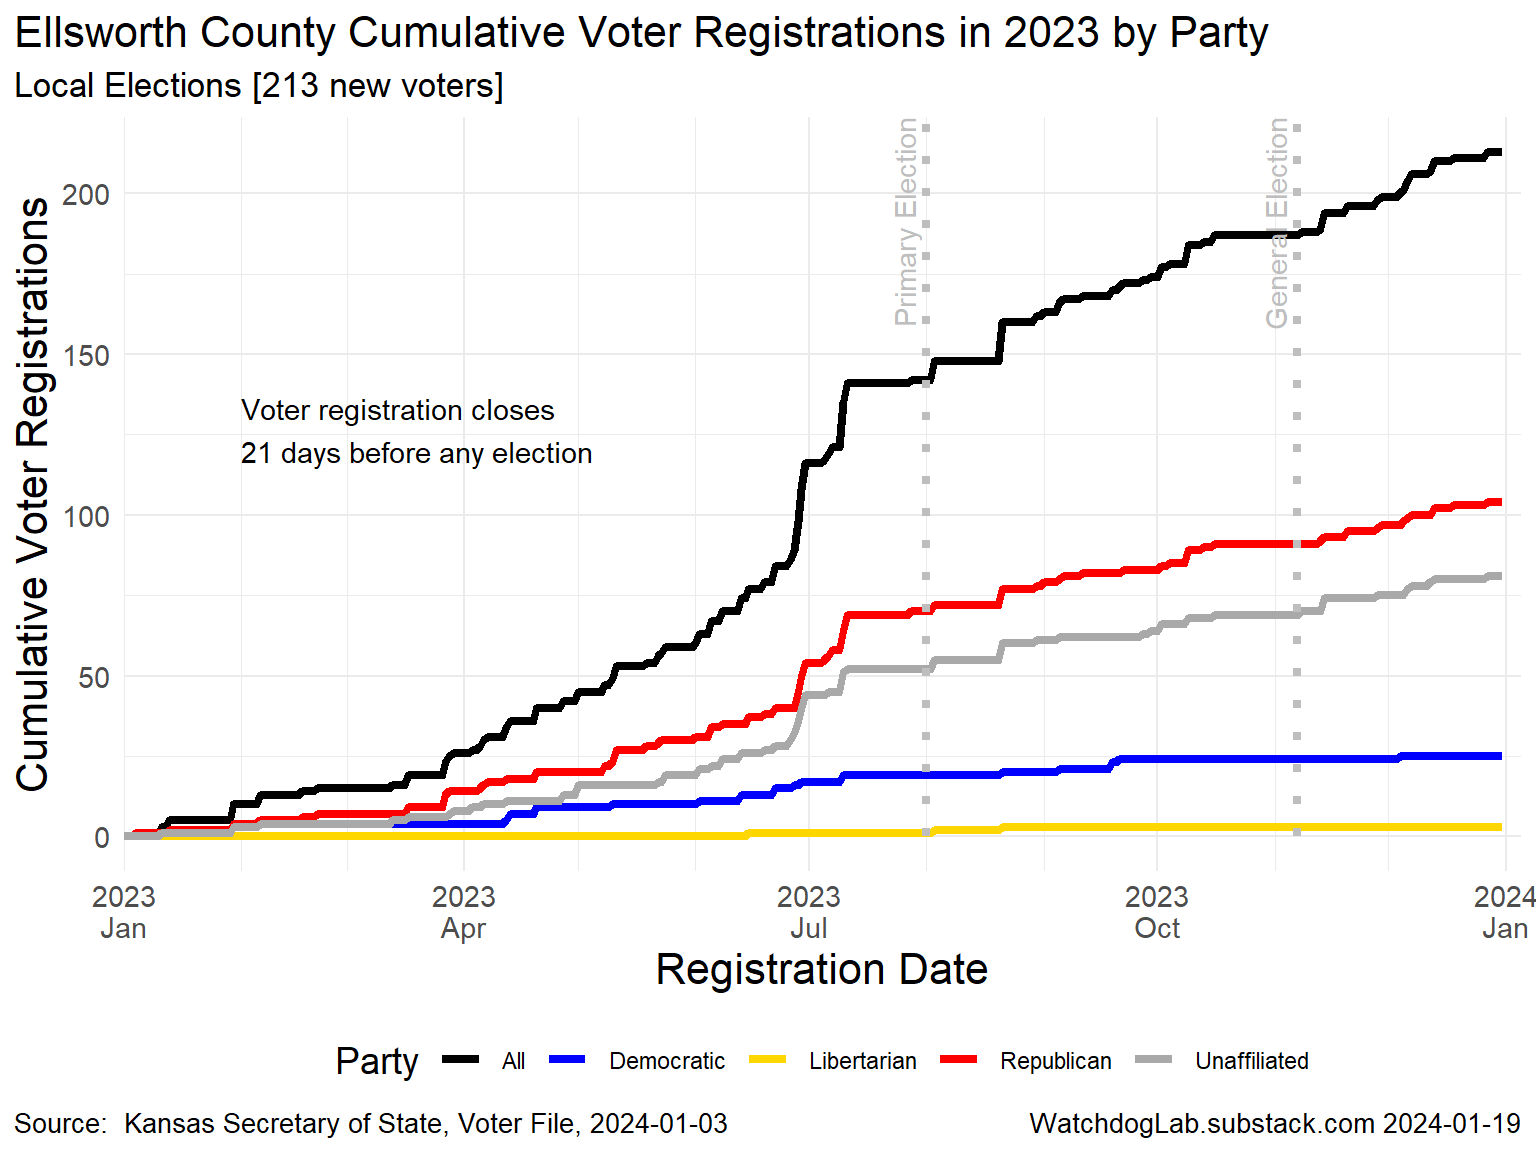 Ellsworth County Cumulative Voter Registrations in 2023 by Party
Local Elections [213 new voters]
Cumulative Voter Registrations
200
150
100
50
0
Primary Election
General Election
Voter registration closes
21 days before any election
2023 2023 2023 2023 2024
Jan Apr Jul Oct Jan
Registration Date
Party All Democratic Libertarian Republican Unaffiliated
Source: Kansas Secretary of State, Voter File, 2024-01-03
WatchdogLab.substack.com 2024-01-19